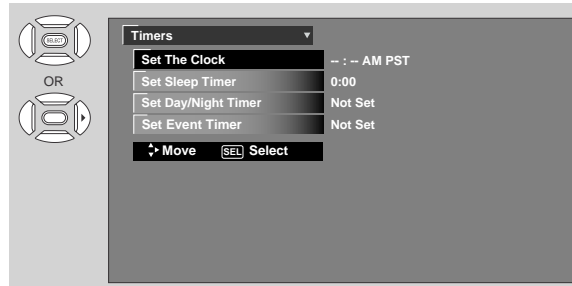 SELECT
OR
Timers
Set The Clock -- : -- AM PST
Set Sleep Timer 0:00
Set Day/Night Timer Not Set
Set Event Timer Not Set
Move SEL Select